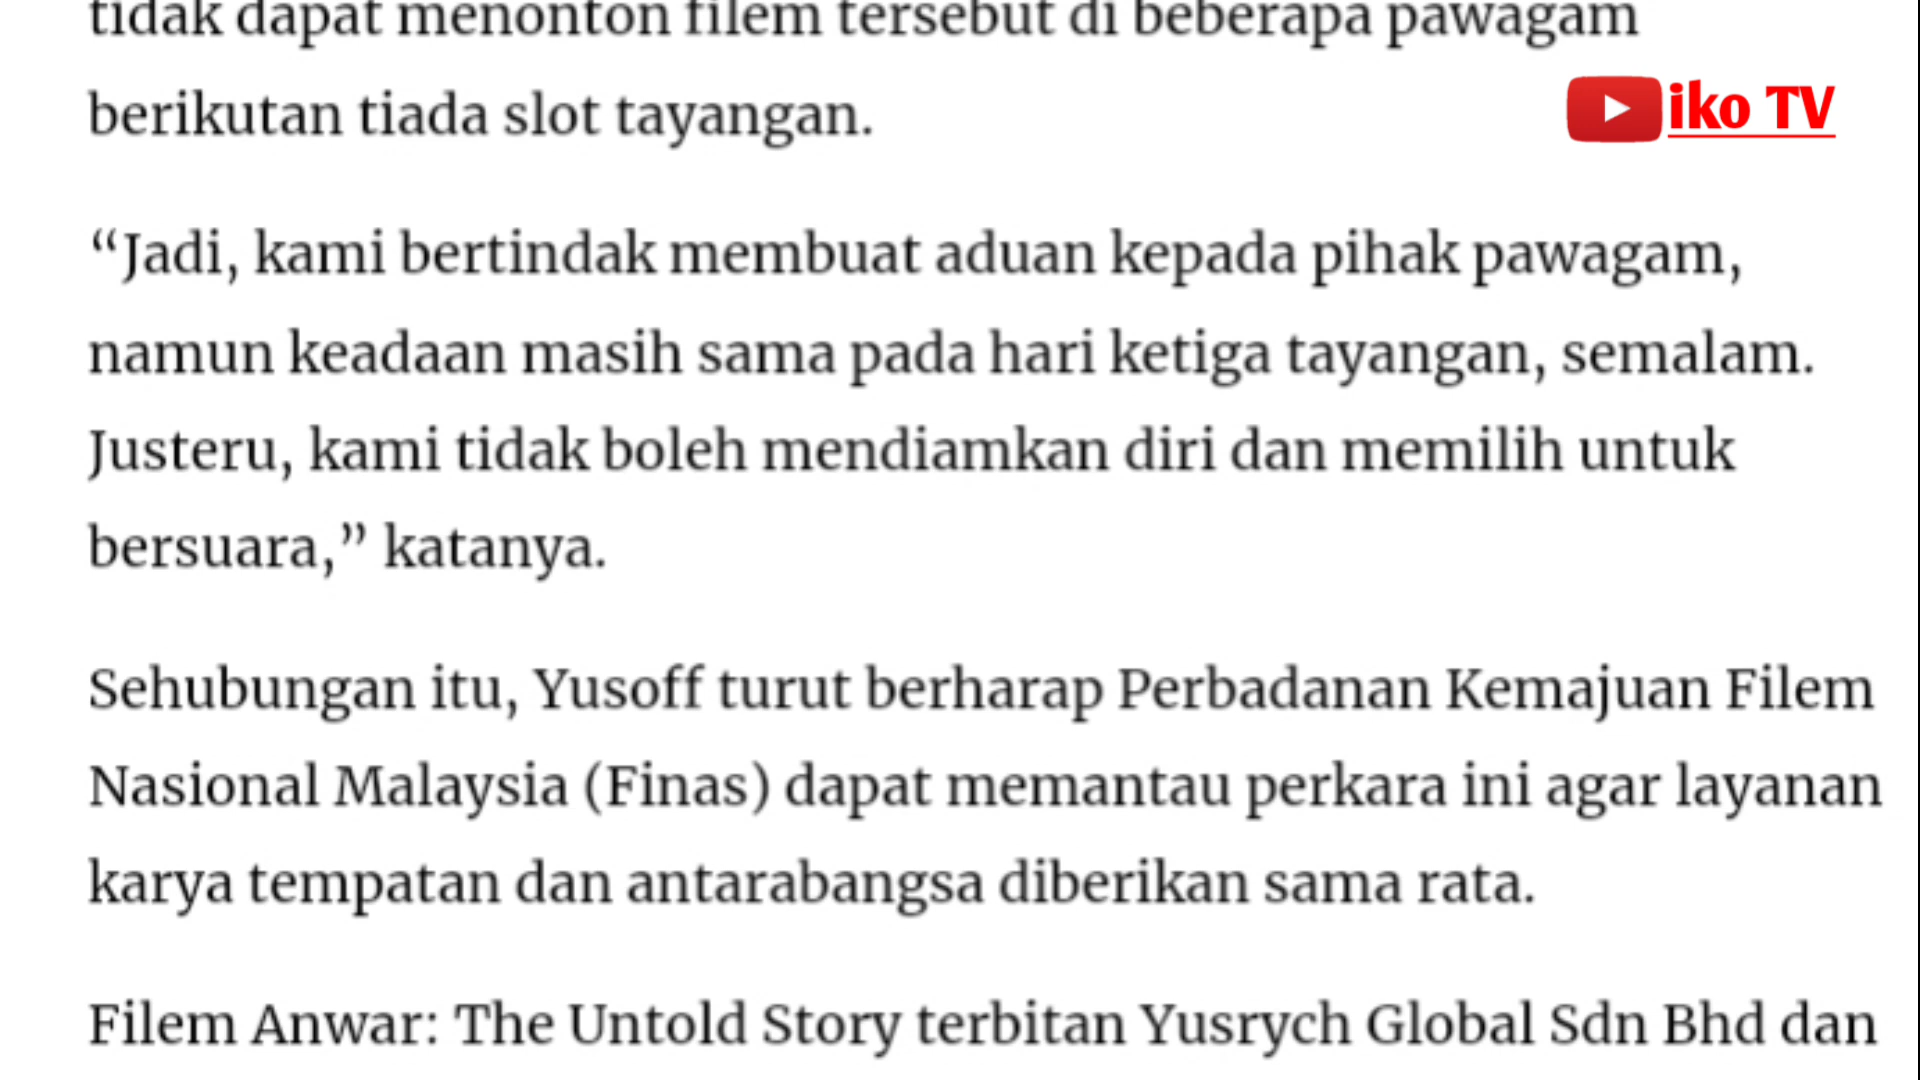 tidak dapat menonton filem tersebut di beberapa pawagam
berikutan tiada slot tayangan.
iko TV
“Jadi, kami bertindak membuat aduan kepada pihak pawagam,
namun keadaan masih sama pada hari ketiga tayangan, semalam.
Justeru, kami tidak boleh mendiamkan diri dan memilih untuk
bersuara,” katanya.
Sehubungan itu, Yusoff turut berharap Perbadanan Kemajuan Filem
Nasional Malaysia (Finas) dapat memantau perkara ini agar layanan
karya tempatan dan antarabangsa diberikan sama rata.
Filem Anwar: The Untold Story terbitan Yusrych Global Sdn Bhd dan